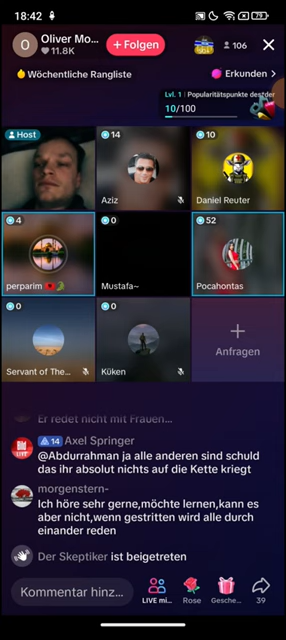 18:42
79
Oliver Mo...
11.8K
+ Folgen
106
Wöchentliche Rangliste
Erkunden >
Lvl. 1 | Popularitätspunkte des
10/100
Host
14
10
Aziz
Daniel Reuter
4
0
52
perparim
Mustafa~
Pocahontas
0
0
Servant of The...
Küken
Anfragen
Er redet nicht mit Frauen...
14 Axel Springer
@Abdurrahman ja alle anderen sind schuld
das ihr absolut nichts auf die Kette kriegt
morgenstern-
Ich höre sehr gerne,möchte lernen,kann es
aber nicht,wenn gestritten wird alle durch
einander reden
Der Skeptiker ist beigetreten
Kommentar hinz...
LIVE mi...
Rose
Gesche...
39